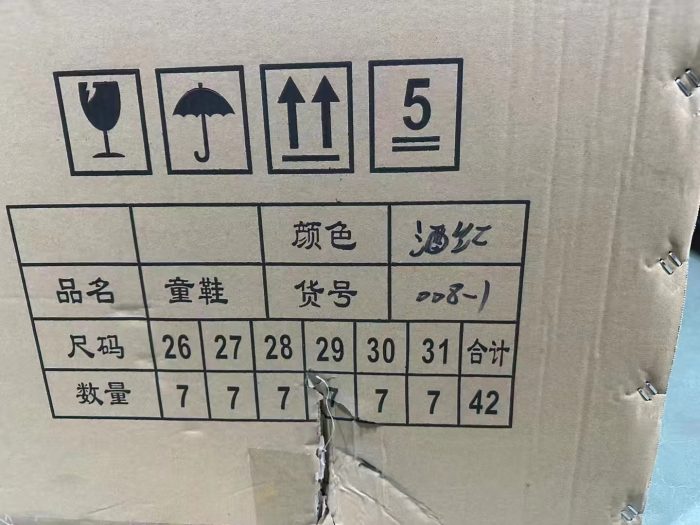 5
颜色 酒红
品名 童鞋 货号 008-1
尺码 26 27 28 29 30 31 合计
数量 7 7 7 7 7 7 42